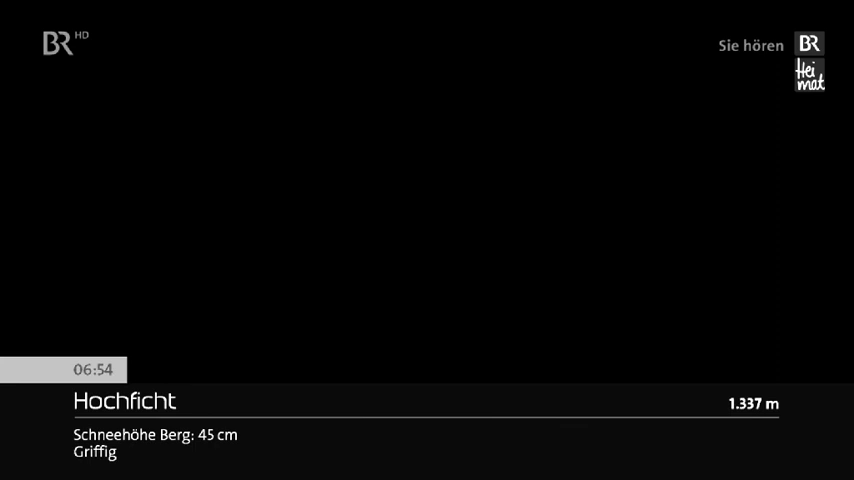 BR HD
Sie hören BR
Hei
mat
06:54
Hochficht 1.337 m
Schneehöhe Berg: 45 cm
Griffig